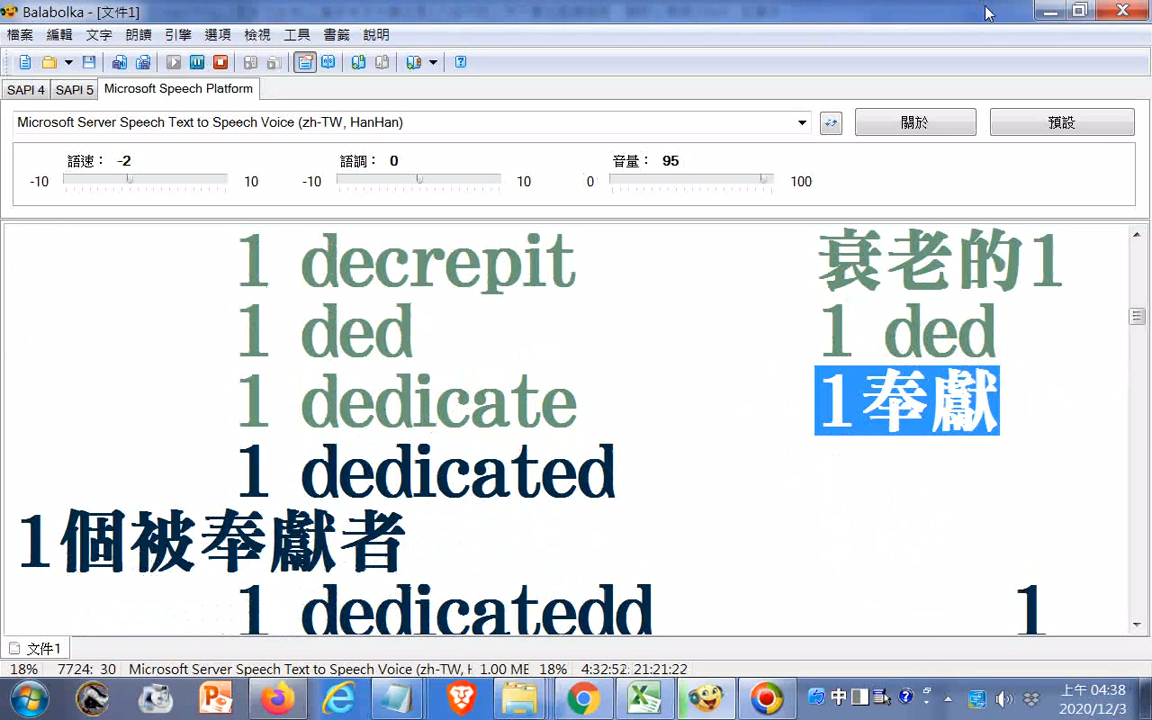 Balabolka - [文件1]
檔案 編輯 文字 朗讀 引擎 選項 檢視 工具 書籤 說明
SAPI 4 SAPI 5 Microsoft Speech Platform
Microsoft Server Speech Text to Speech Voice (zh-TW, HanHan) 關於 預設
語速: -2 語調: 0 音量: 95
-10 10 -10 10 0 100
1 decrepit 衰老的1
1 ded 1 ded
1 dedicate 1奉獻
1 dedicated
1個被奉獻者
1 dedicatedd 1
文件1
18% 7724: 30 Microsoft Server Speech Text to Speech Voice (zh-TW, 1.00 ME 18% 4:32:52: 21:21:22
中 上午 04:38
2020/12/3